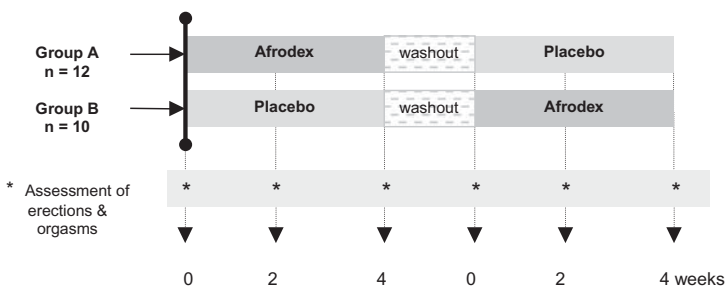 Group A
n = 12
Afrodex
washout
Placebo
Group B
n = 10
Placebo
washout
Afrodex
* Assessment of
erections &
orgasms
* * * * * *
0 2 4 0 2 4 weeks